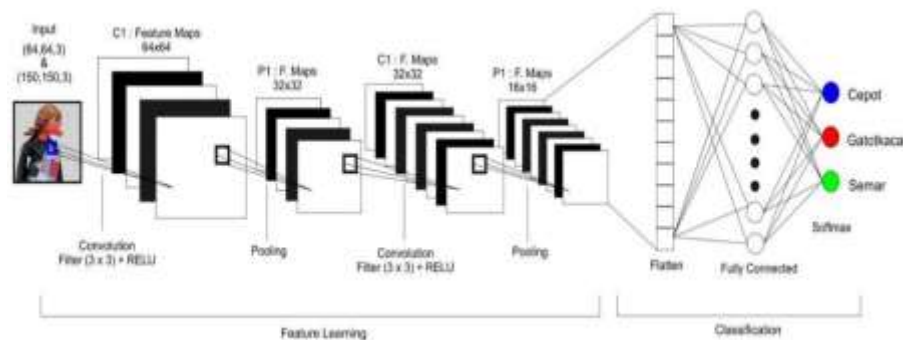 Input
(64,64,3)
&
(150,150,3)
C1 : Feature Maps
64x64
P1 : F. Maps
32x32
C1 : F. Maps
32x32
P1 : F. Maps
16x16
Convolution
Filter (3 x 3) + RELU
Pooling
Convolution
Filter (3 x 3) + RELU
Pooling
Flatten
Fully Connected
Cepot
Gatotkaca
Semar
Softmax
Feature Learning
Classification